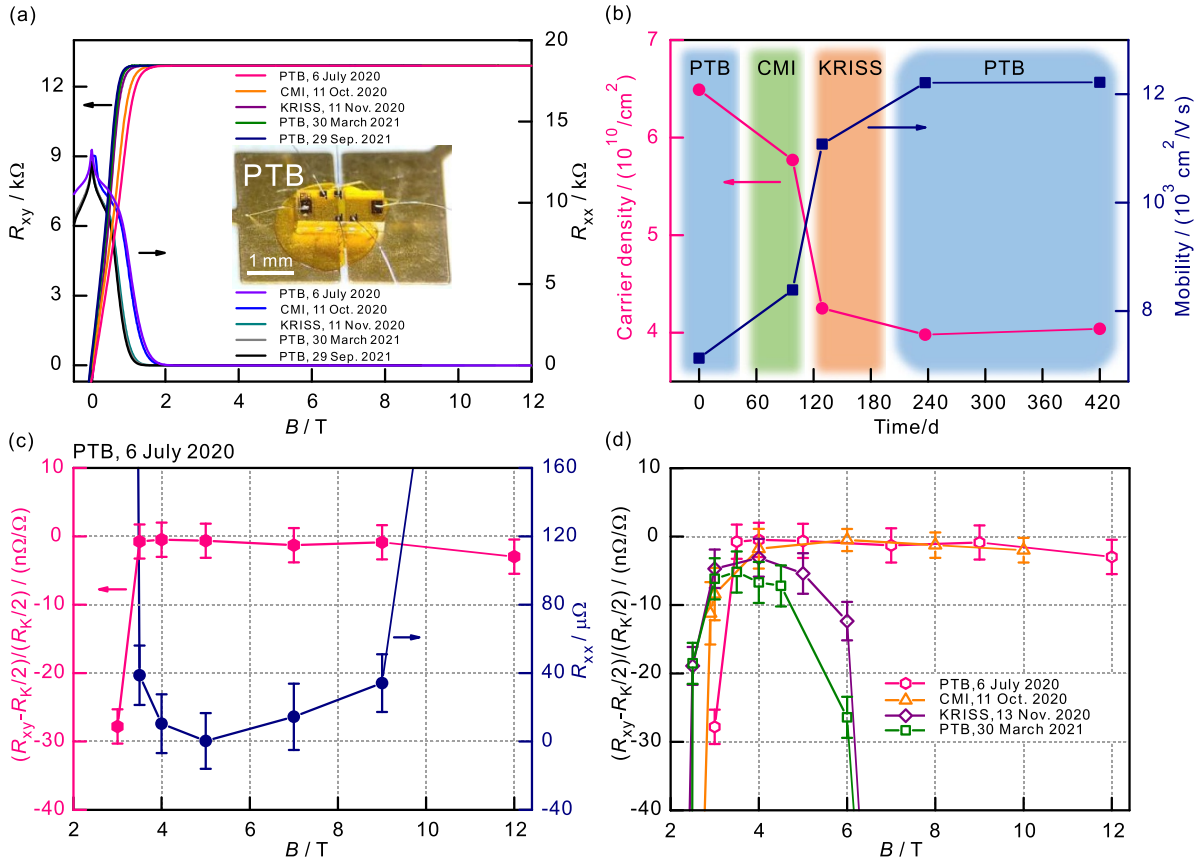 (a)
13
12
9
6
3
0
R_xy / kΩ
20
15
10
5
0
R_xx / kΩ
PTB, 6 July 2020
CMI, 11 Oct. 2020
KRISS, 11 Nov. 2020
PTB, 30 March 2021
PTB, 29 Sep. 2021
PTB
1 mm
PTB, 6 July 2020
CMI, 11 Oct. 2020
KRISS, 11 Nov. 2020
PTB, 30 March 2021
PTB, 29 Sep. 2021
0 2 4 6 8 10 12
B / T
(b)
7
6
5
4
Carrier density / (10^10/cm^2)
PTB CMI KRISS PTB
12
10
8
Mobility / (10^3 cm^2/V s)
0 60 120 180 240 300 360 420
Time/d
(c)
PTB, 6 July 2020
10
0
-10
-20
-30
-40
(R_xy-R_K/2)/(R_K/2) / (nΩ/Ω)
160
120
80
40
0
-40
R_xx / μΩ
2 4 6 8 10 12
B / T
(d)
10
0
-10
-20
-30
-40
(R_xy-R_K/2)/(R_K/2) / (nΩ/Ω)
PTB,6 July 2020
CMI,11 Oct. 2020
KRISS,13 Nov. 2020
PTB,30 March 2021
2 4 6 8 10 12
B / T